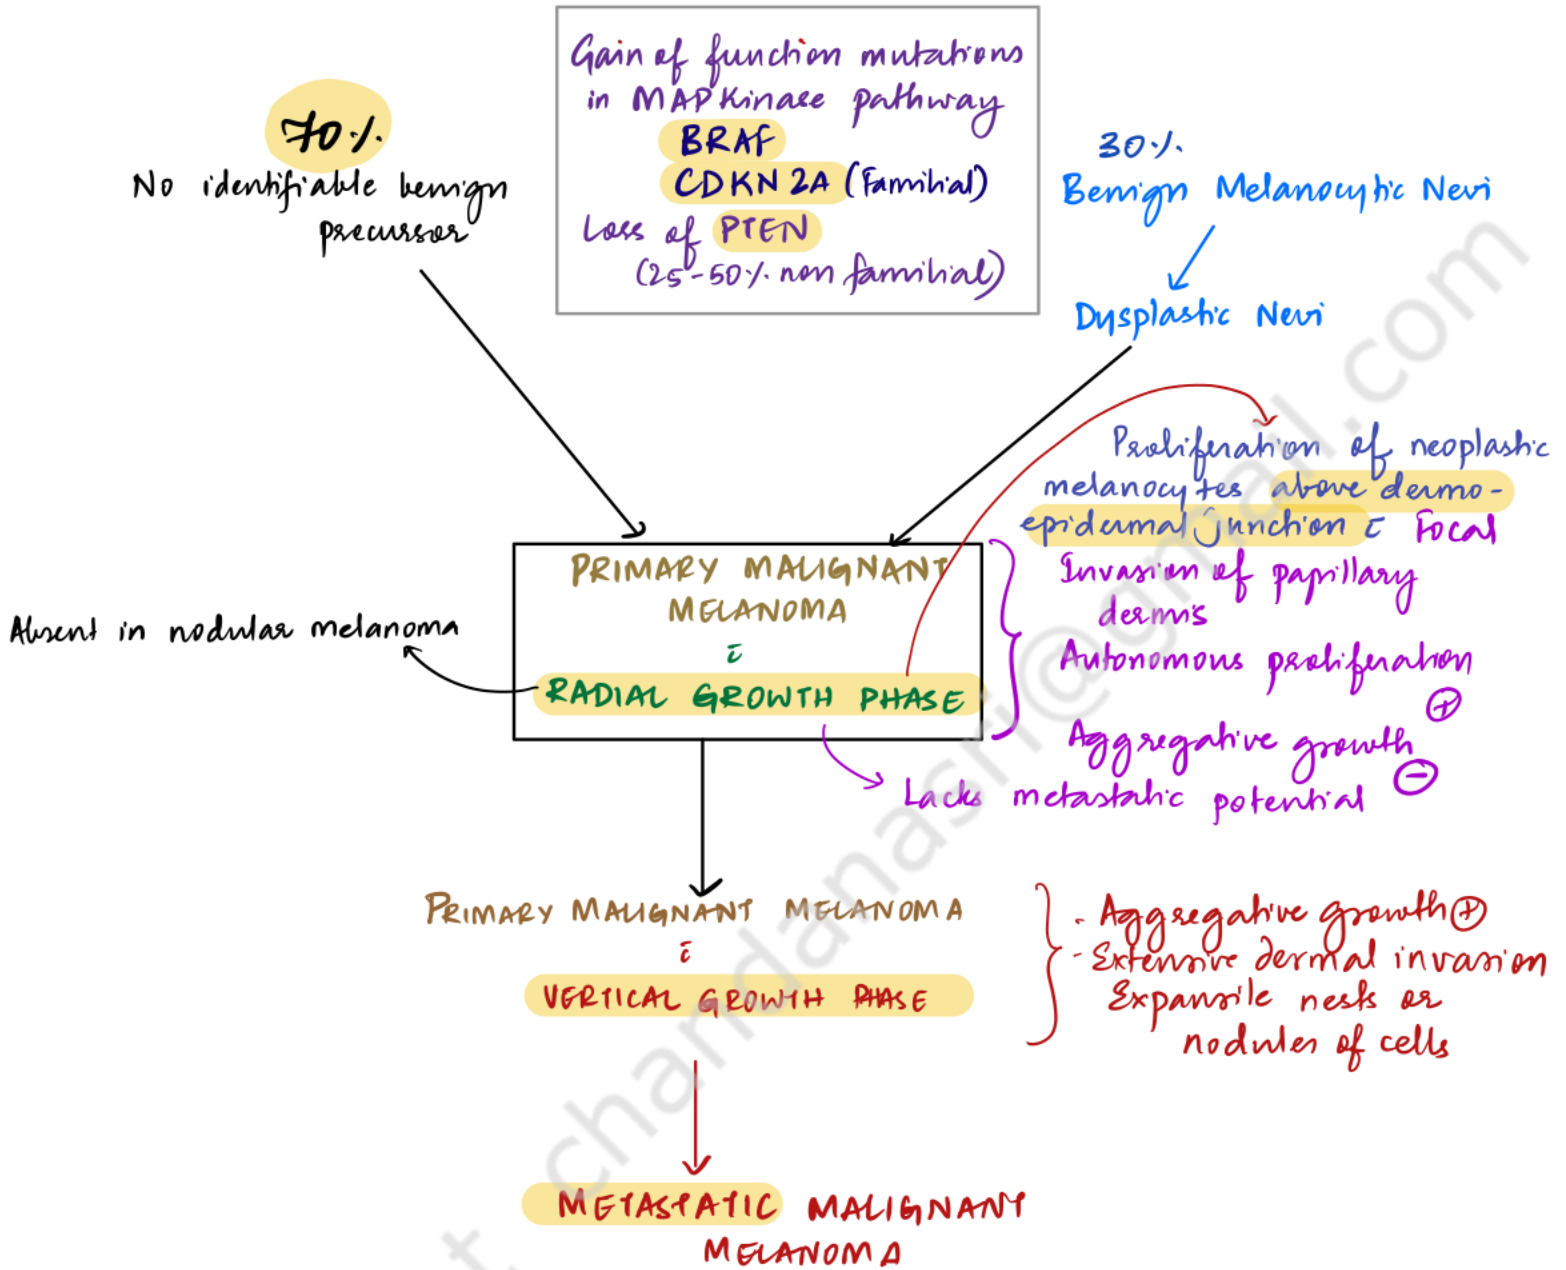 Gain of function mutations
in MAP Kinase pathway
BRAF
CDKN 2A (Familial)
Loss of PTEN
(25-50% non familial)
70%
No identifiable benign
precursor
30%
Benign Melanocytic Nevi
Dysplastic Nevi
Proliferation of neoplastic
melanocytes above dermo-
epidermal junction c̄ Focal
Invasion of papillary
dermis
Autonomous proliferation
⊕
Aggregative growth
⊖
Lacks metastatic potential
PRIMARY MALIGNANT
MELANOMA
c̄
RADIAL GROWTH PHASE
Absent in nodular melanoma
PRIMARY MALIGNANT MELANOMA
c̄
VERTICAL GROWTH PHASE
- Aggregative growth ⊕
- Extensive dermal invasion
Expansile nests or
nodules of cells
METASTATIC MALIGNANT
MELANOMA
t chandanasri@gmail.com